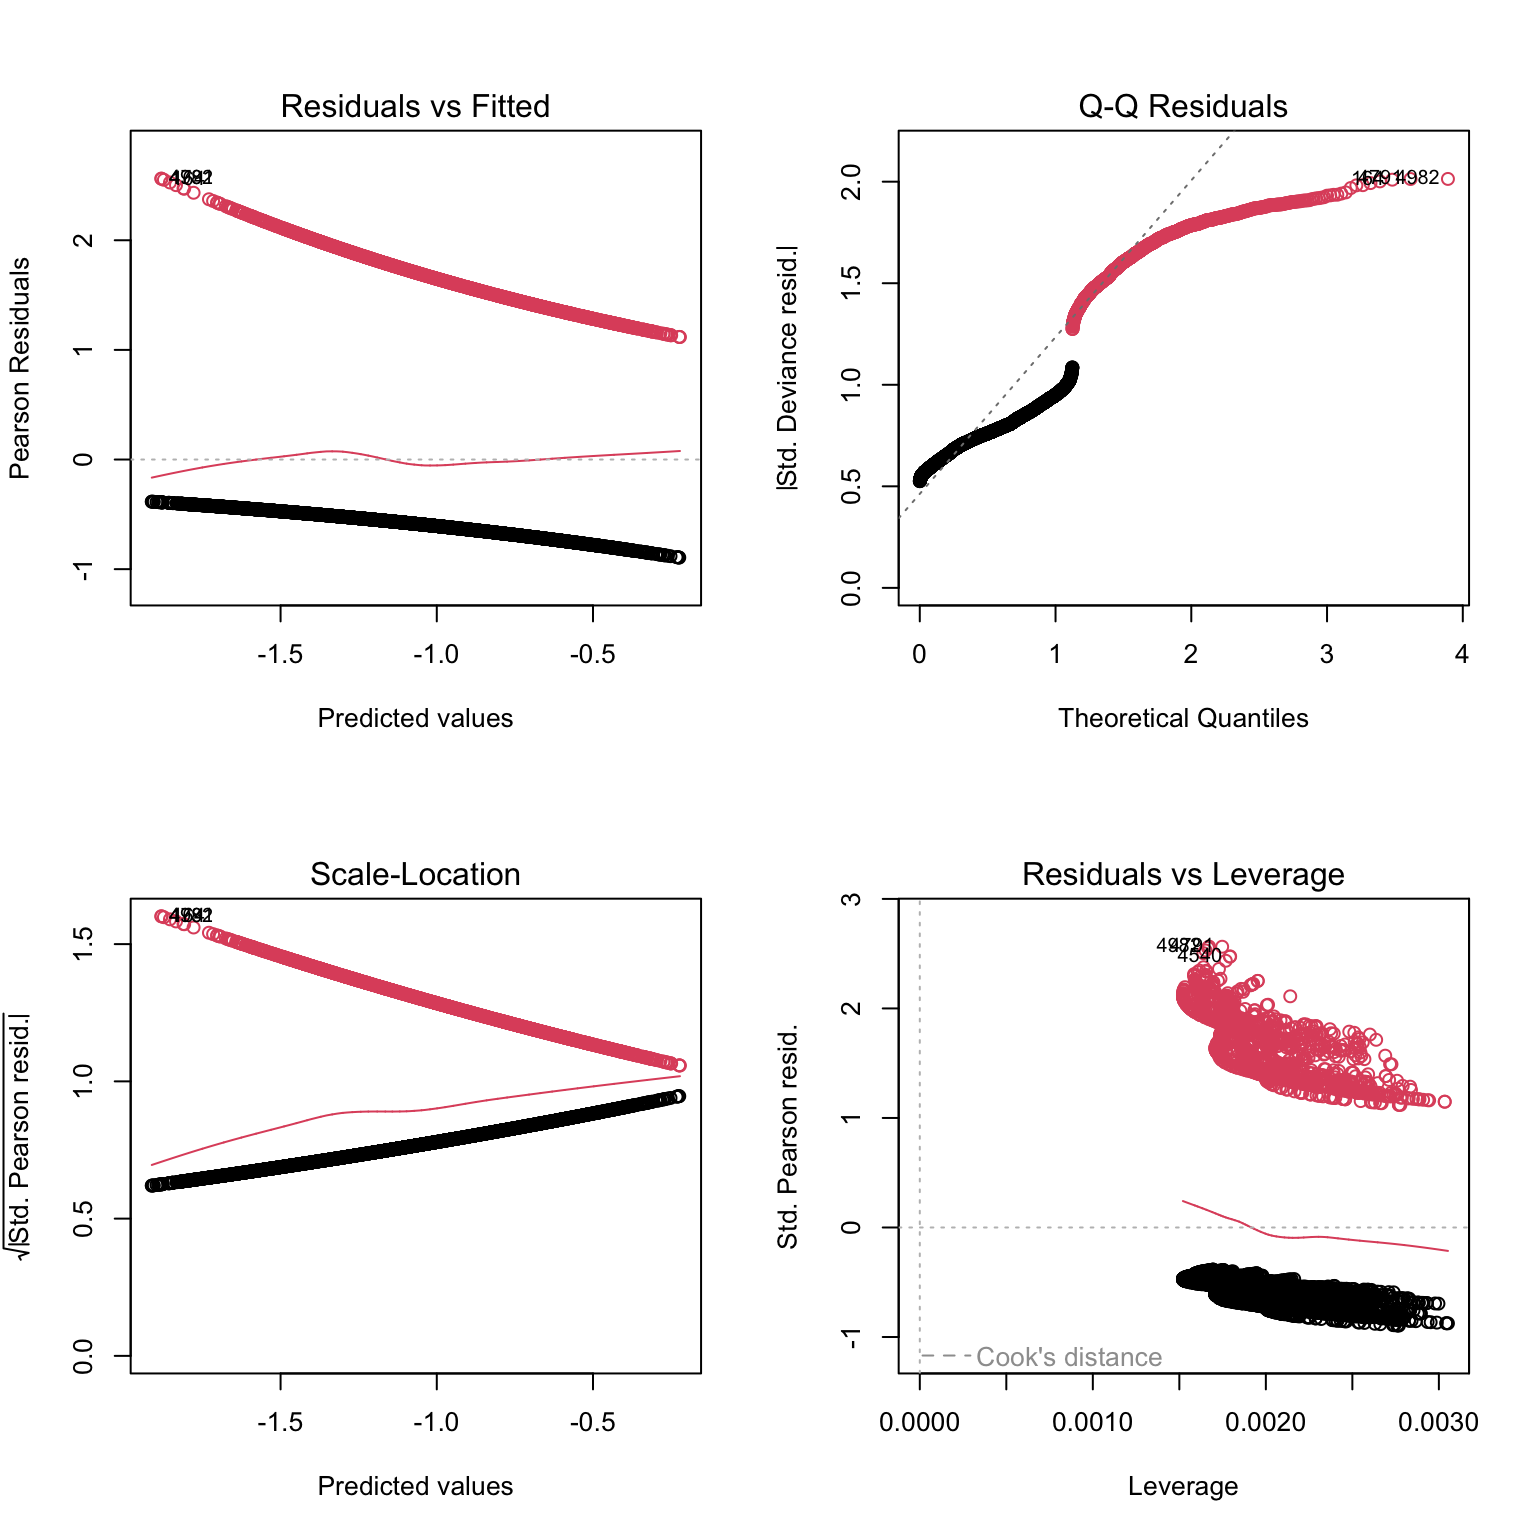 Residuals vs Fitted
Pearson Residuals
2
1
0
-1
-1.5 -1.0 -0.5
Predicted values
Q-Q Residuals
|Std. Deviance resid.|
2.0
1.5
1.0
0.5
0.0
4982
0 1 2 3 4
Theoretical Quantiles
Scale-Location
√|Std. Pearson resid.|
1.5
1.0
0.5
0.0
-1.5 -1.0 -0.5
Predicted values
Residuals vs Leverage
Std. Pearson resid.
3
2
1
0
-1
4540
Cook's distance
0.0000 0.0010 0.0020 0.0030
Leverage